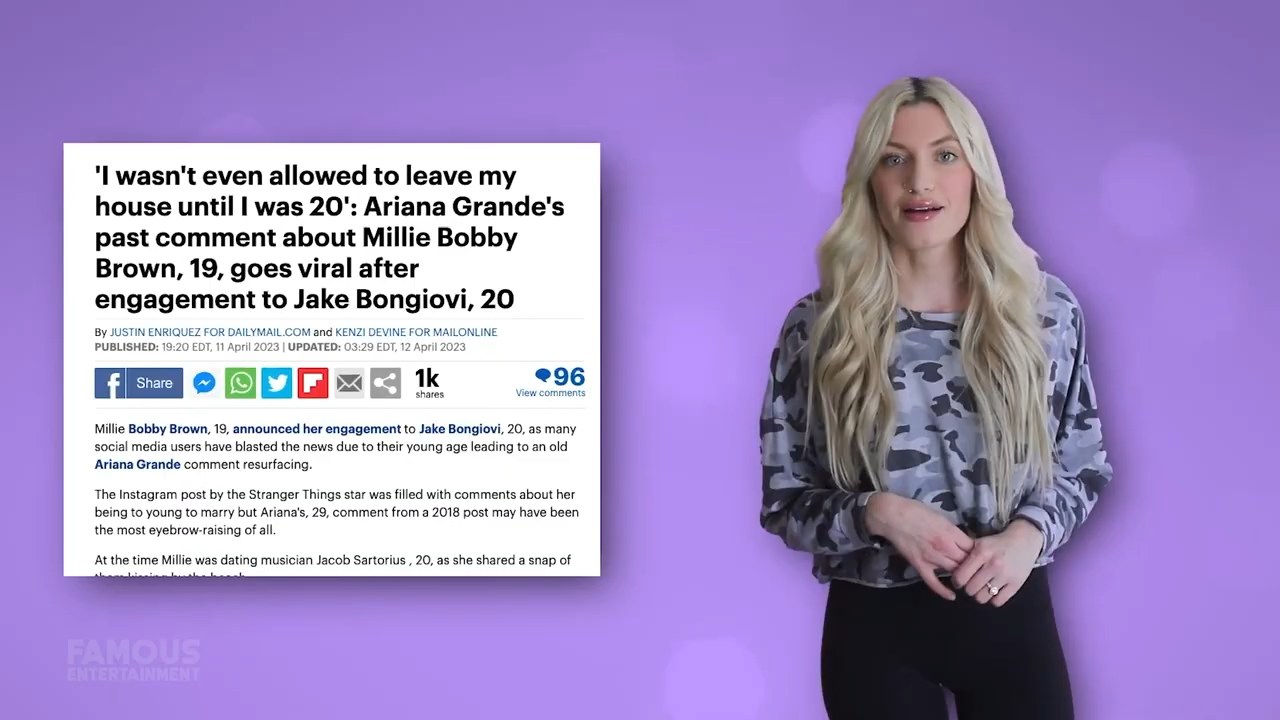 'I wasn't even allowed to leave my
house until I was 20': Ariana Grande's
past comment about Millie Bobby
Brown, 19, goes viral after
engagement to Jake Bongiovi, 20
By JUSTIN ENRIQUEZ FOR DAILYMAIL.COM and KENZI DEVINE FOR MAILONLINE
PUBLISHED: 19:20 EDT, 11 April 2023 | UPDATED: 03:29 EDT, 12 April 2023
f Share
1k
shares
96
View comments
Millie Bobby Brown, 19, announced her engagement to Jake Bongiovi, 20, as many
social media users have blasted the news due to their young age leading to an old
Ariana Grande comment resurfacing.
The Instagram post by the Stranger Things star was filled with comments about her
being to young to marry but Ariana's, 29, comment from a 2018 post may have been
the most eyebrow-raising of all.
At the time Millie was dating musician Jacob Sartorius , 20, as she shared a snap of
FAMOUS
ENTERTAINMENT